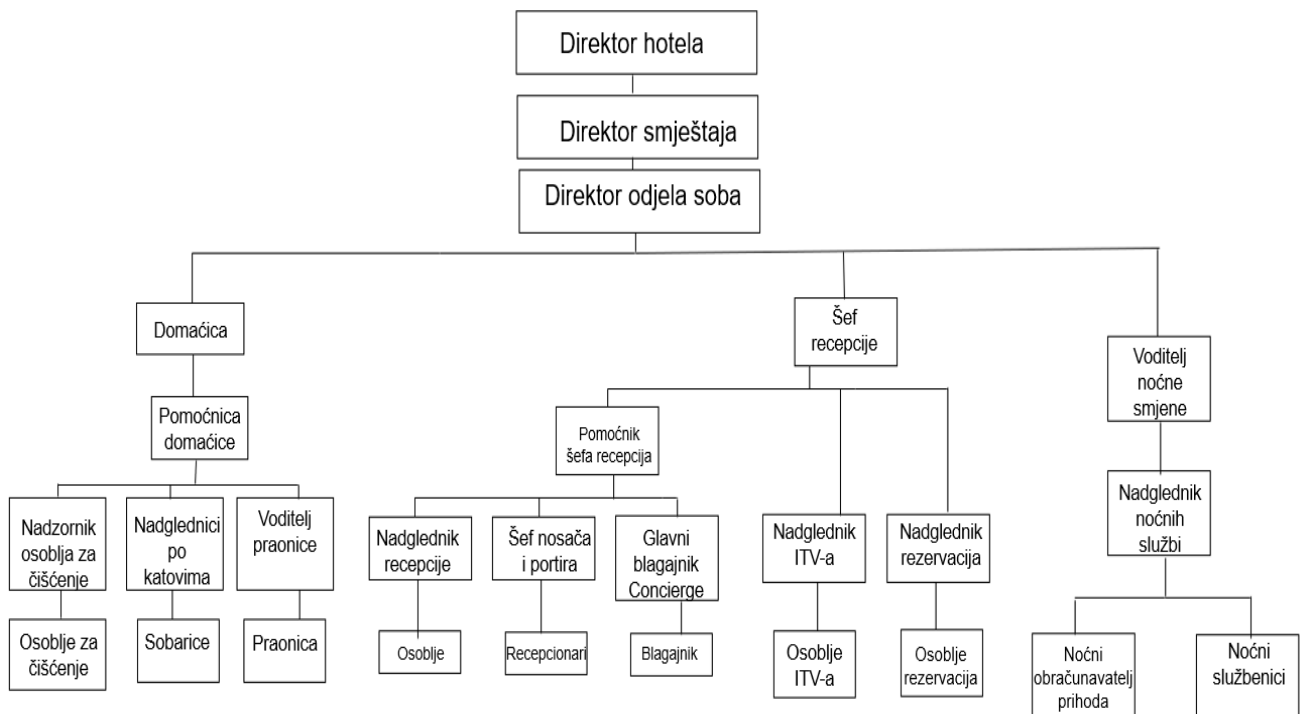 Direktor hotela
Direktor smještaja
Direktor odjela soba
Domaćica
Šef
recepcije
Voditelj
noćne
smjene
Pomoćnica
domaćice
Pomoćnik
šefa recepcija
Nadzornik
osoblja za
čišćenje
Nadglednici
po
katovima
Voditelj
praonice
Nadglednik
recepcije
Šef nosača
i portira
Glavni
blagajnik
Concierge
Nadglednik
ITV-a
Nadglednik
rezervacija
Nadglednik
noćnih
službi
Osoblje za
čišćenje
Sobarice
Praonica
Osoblje
Recepcionari
Blagajnik
Osoblje
ITV-a
Osoblje
rezervacija
Noćni
obračunavatelj
prihoda
Noćni
službenici